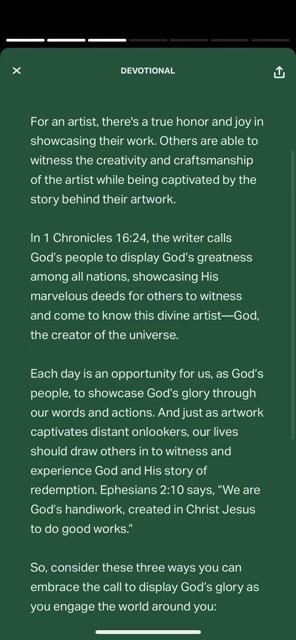 DEVOTIONAL
For an artist, there's a true honor and joy in
showcasing their work. Others are able to
witness the creativity and craftsmanship
of the artist while being captivated by the
story behind their artwork.
In 1 Chronicles 16:24, the writer calls
God's people to display God's greatness
among all nations, showcasing His
marvelous deeds for others to witness
and come to know this divine artist—God,
the creator of the universe.
Each day is an opportunity for us, as God's
people, to showcase God's glory through
our words and actions. And just as artwork
captivates distant onlookers, our lives
should draw others in to witness and
experience God and His story of
redemption. Ephesians 2:10 says, “We are
God's handiwork, created in Christ Jesus
to do good works.”
So, consider these three ways you can
embrace the call to display God's glory as
you engage the world around you: